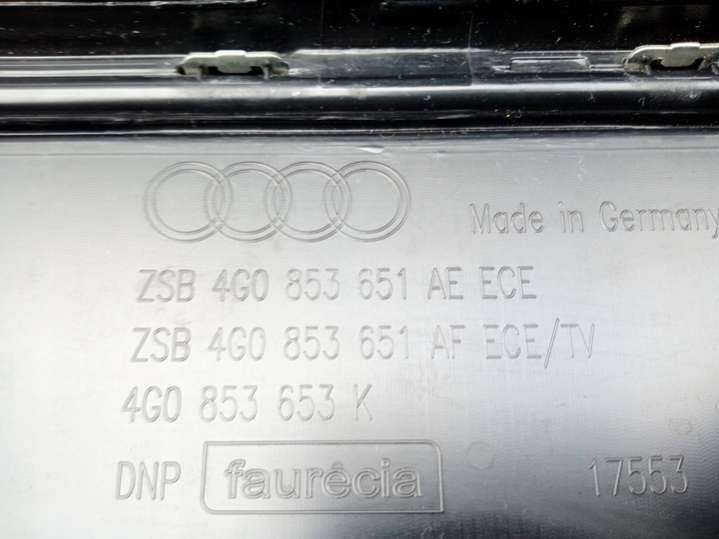 Made in Germany
ZSB 4G0 853 651 AE ECE
ZSB 4G0 853 651 AF ECE/TV
4G0 853 653 K
DNP faurêcia 17553